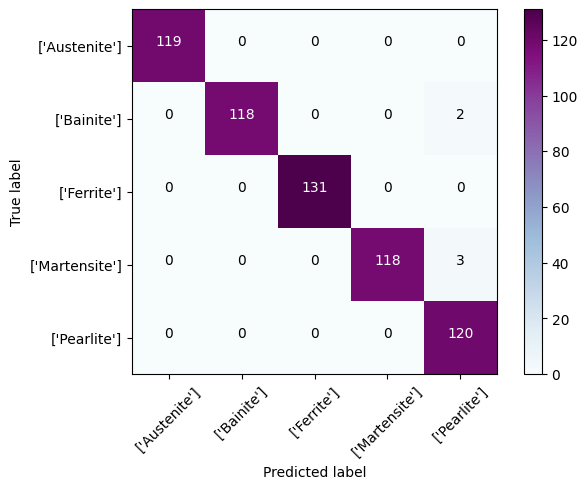 ['Austenite'] 119 0 0 0 0
['Bainite'] 0 118 0 0 2
['Ferrite'] 0 0 131 0 0
['Martensite'] 0 0 0 118 3
['Pearlite'] 0 0 0 0 120
True label
['Austenite'] ['Bainite'] ['Ferrite'] ['Martensite'] ['Pearlite']
Predicted label
120
100
80
60
40
20
0